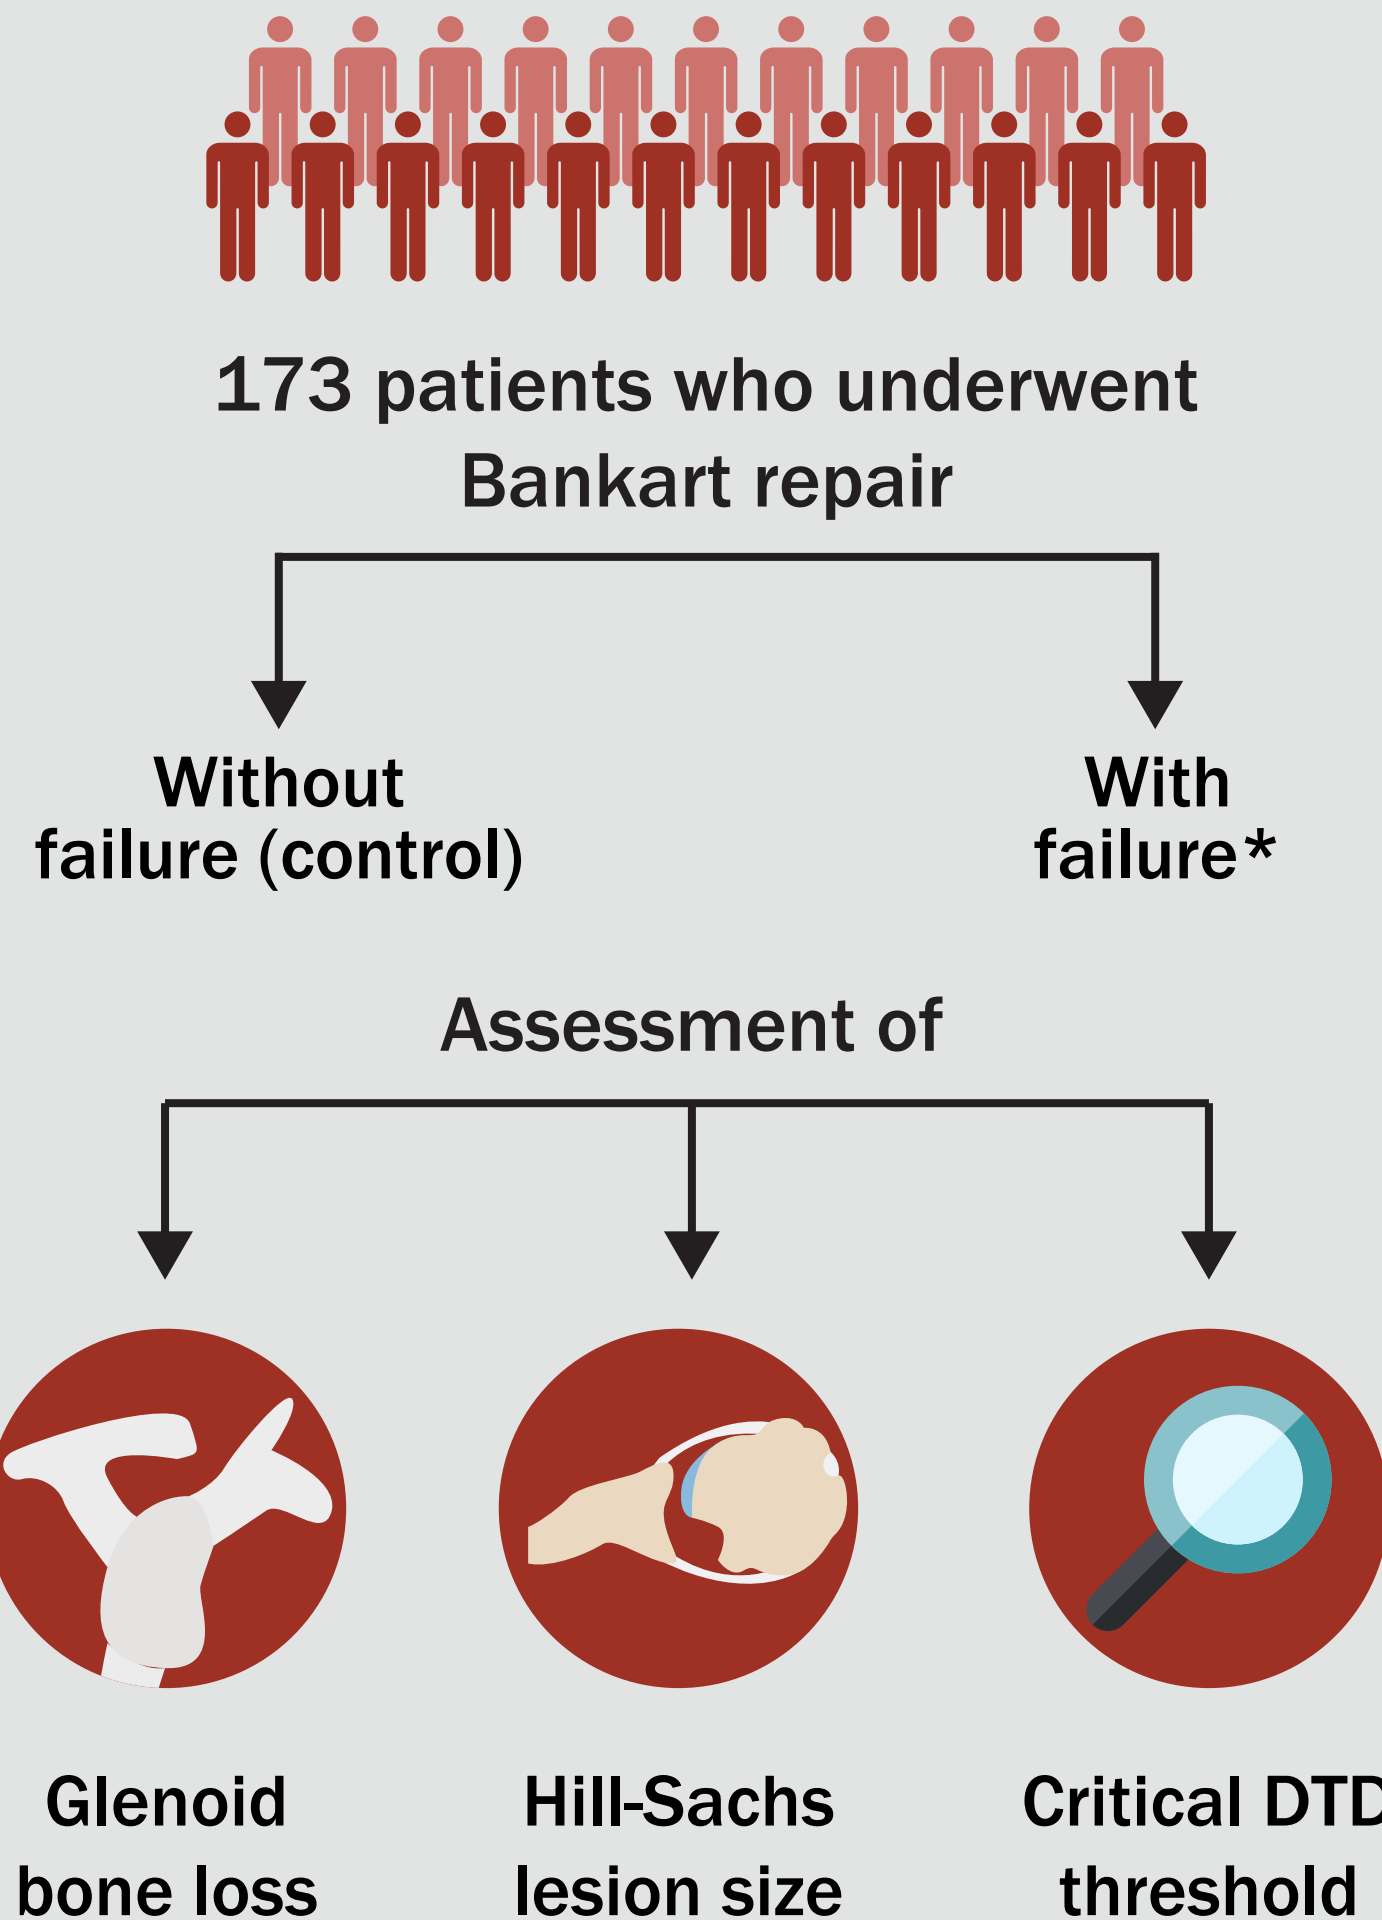 173 patients who underwent
Bankart repair
Without
failure (control)
With
failure*
Assessment of
Glenoid
bone loss
Hill-Sachs
lesion size
Critical DTD
threshold